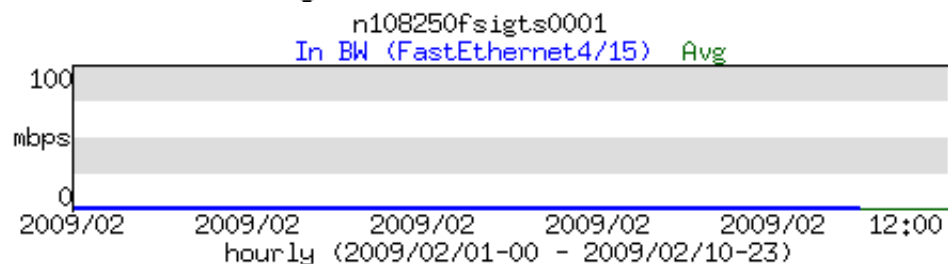 n108250fsigts0001
In BW (FastEthernet4/15) Avg
100
mbps
0
2009/02 2009/02 2009/02 2009/02 2009/02 12:00
hourly (2009/02/01-00 - 2009/02/10-23)